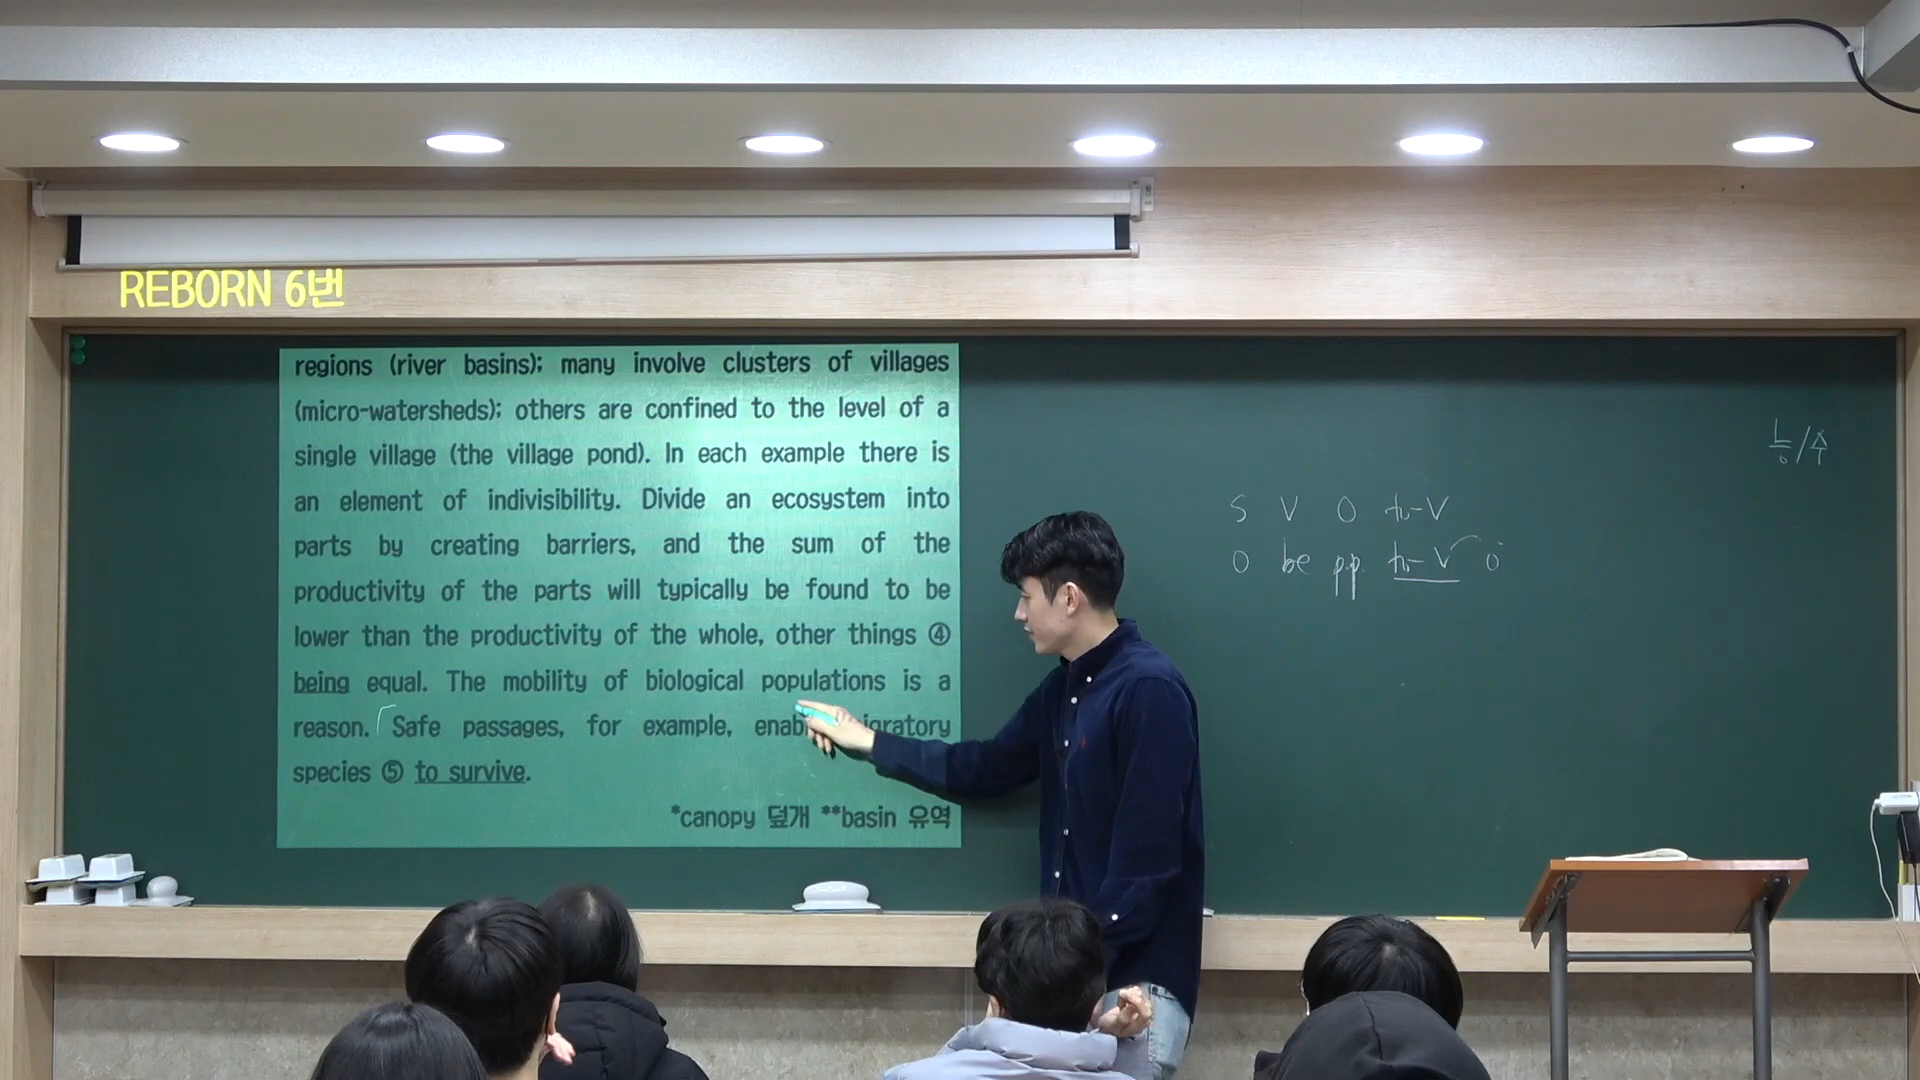 REBORN 6번
regions (river basins); many involve clusters of villages
(micro-watersheds); others are confined to the level of a
single village (the village pond). In each example there is
an element of indivisibility. Divide an ecosystem into
parts by creating barriers, and the sum of the
productivity of the parts will typically be found to be
lower than the productivity of the whole, other things ④
being equal. The mobility of biological populations is a
reason. Safe passages, for example, enab igratory
species ⑤ to survive.
*canopy 덮개 **basin 유역
S V O to-V
O be p.p. to-V O
능/수